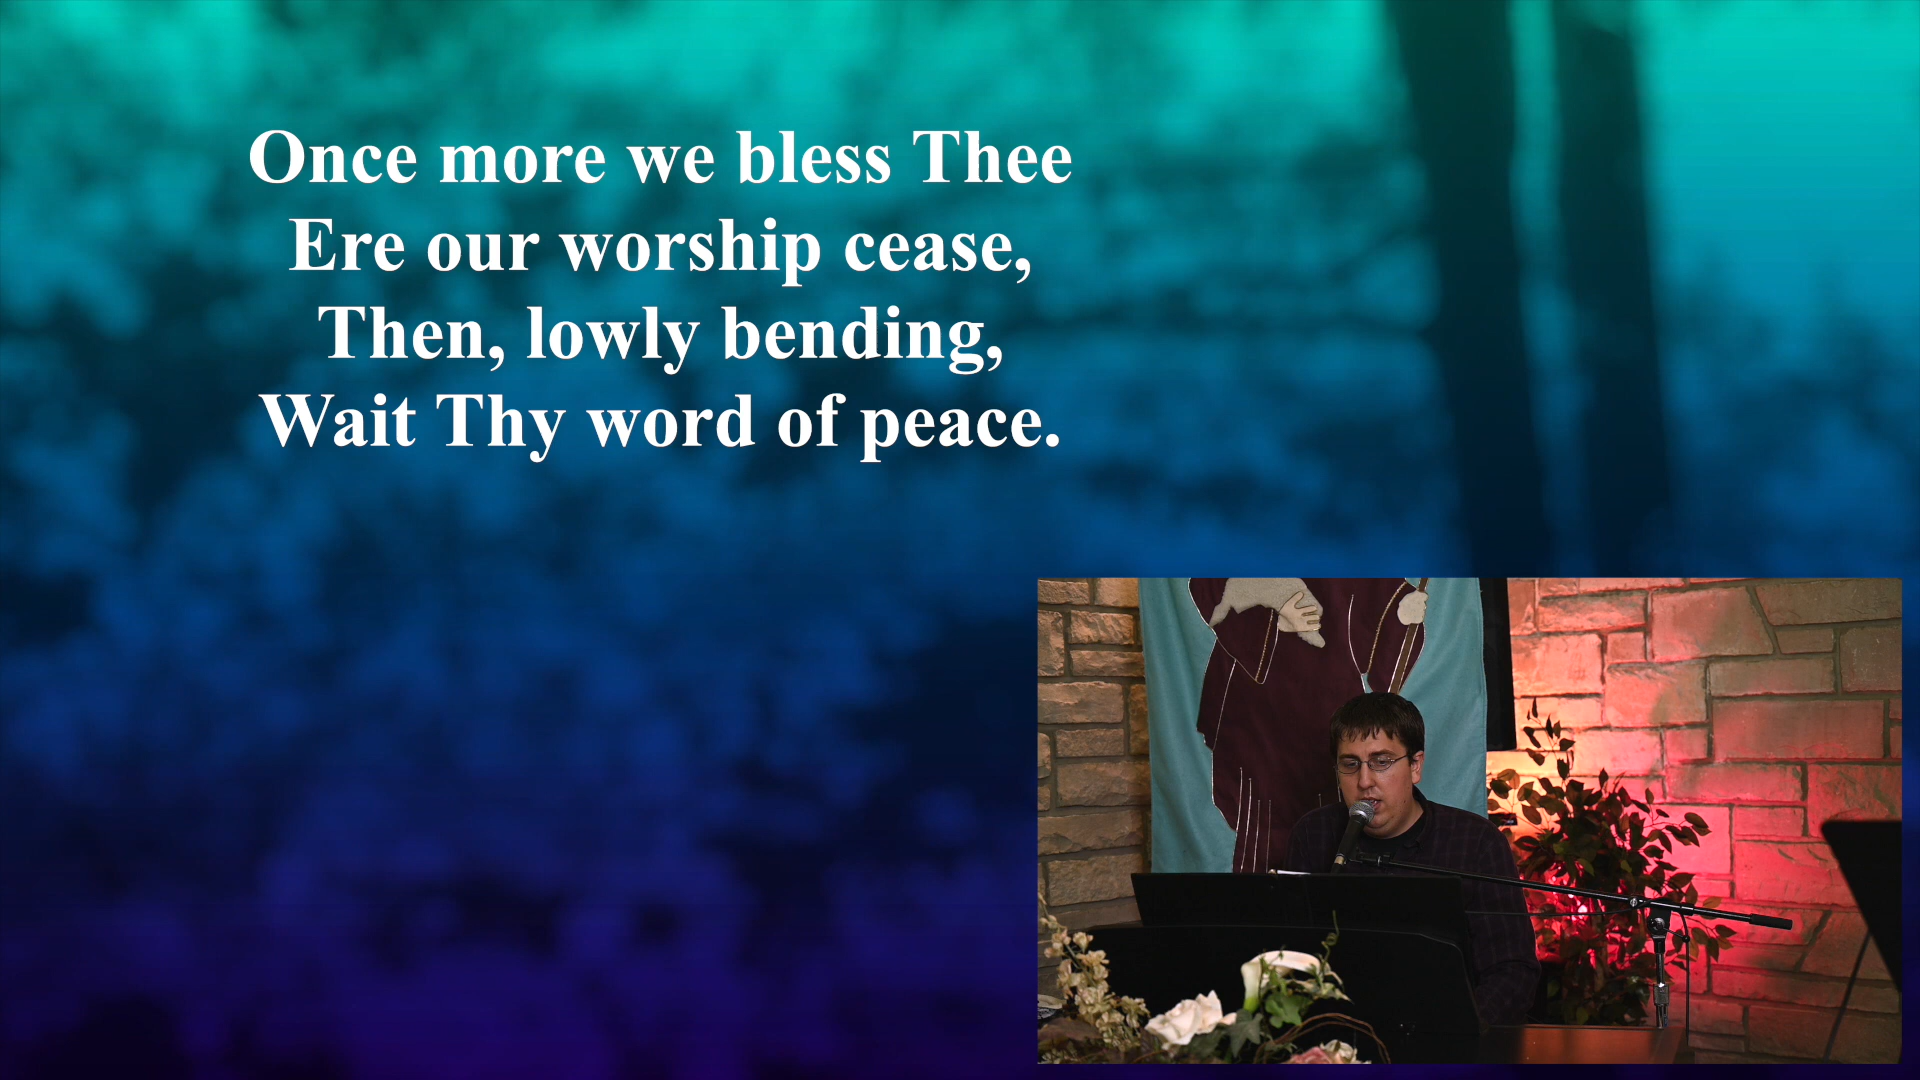 Once more we bless Thee
Ere our worship cease,
Then, lowly bending,
Wait Thy word of peace.